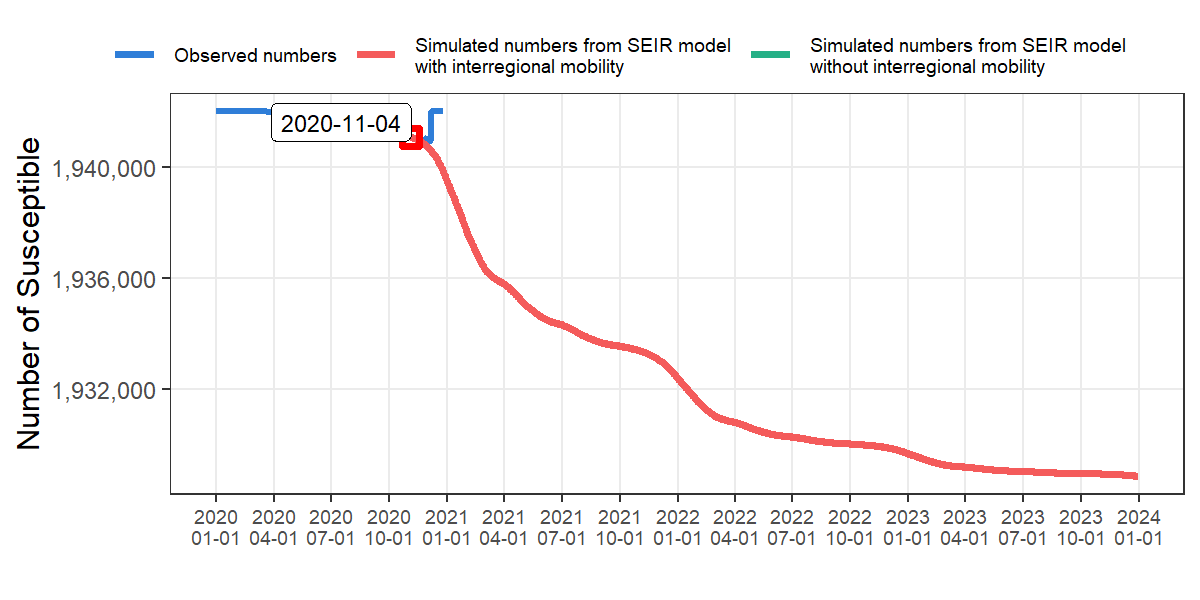 Observed numbers
Simulated numbers from SEIR model
with interregional mobility
Simulated numbers from SEIR model
without interregional mobility
Number of Susceptible
1,940,000
1,936,000
1,932,000
2020-11-04
2020 2020 2020 2020 2021 2021 2021 2021 2022 2022 2022 2022 2023 2023 2023 2023 2024
01-01 04-01 07-01 10-01 01-01 04-01 07-01 10-01 01-01 04-01 07-01 10-01 01-01 04-01 07-01 10-01 01-01